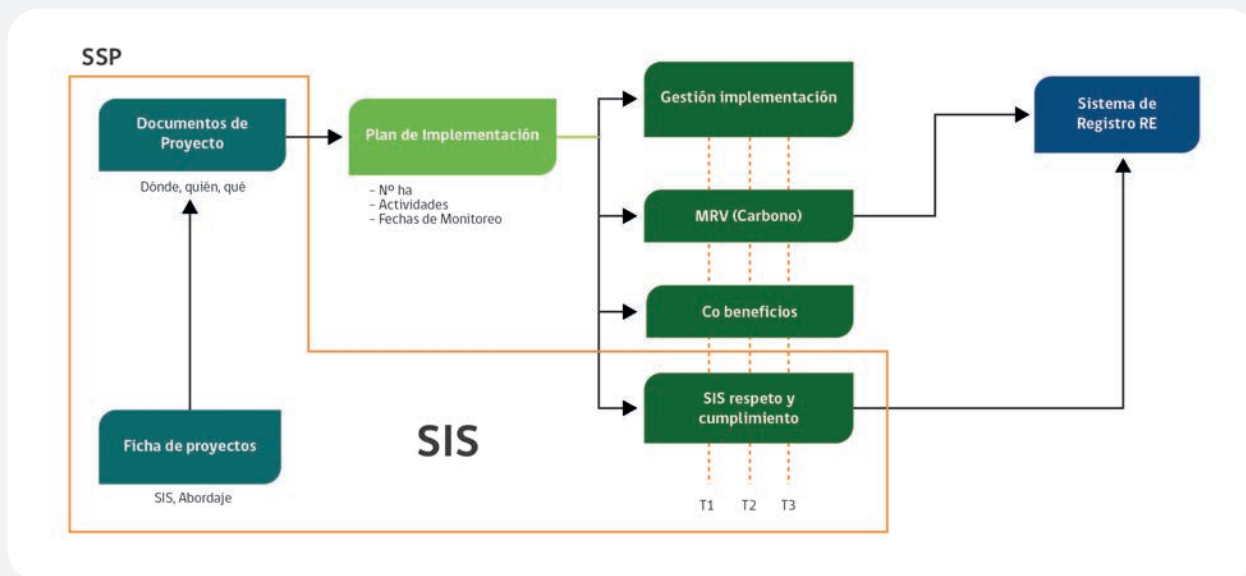 SSP
Documentos de
Proyecto
Dónde, quién, qué
Ficha de proyectos
SIS, Abordaje
Plan de Implementación
- Nº ha
- Actividades
- Fechas de Monitoreo
SIS
Gestión implementación
MRV (Carbono)
Co beneficios
SIS respeto y
cumplimiento
T1 T2 T3
Sistema de
Registro RE